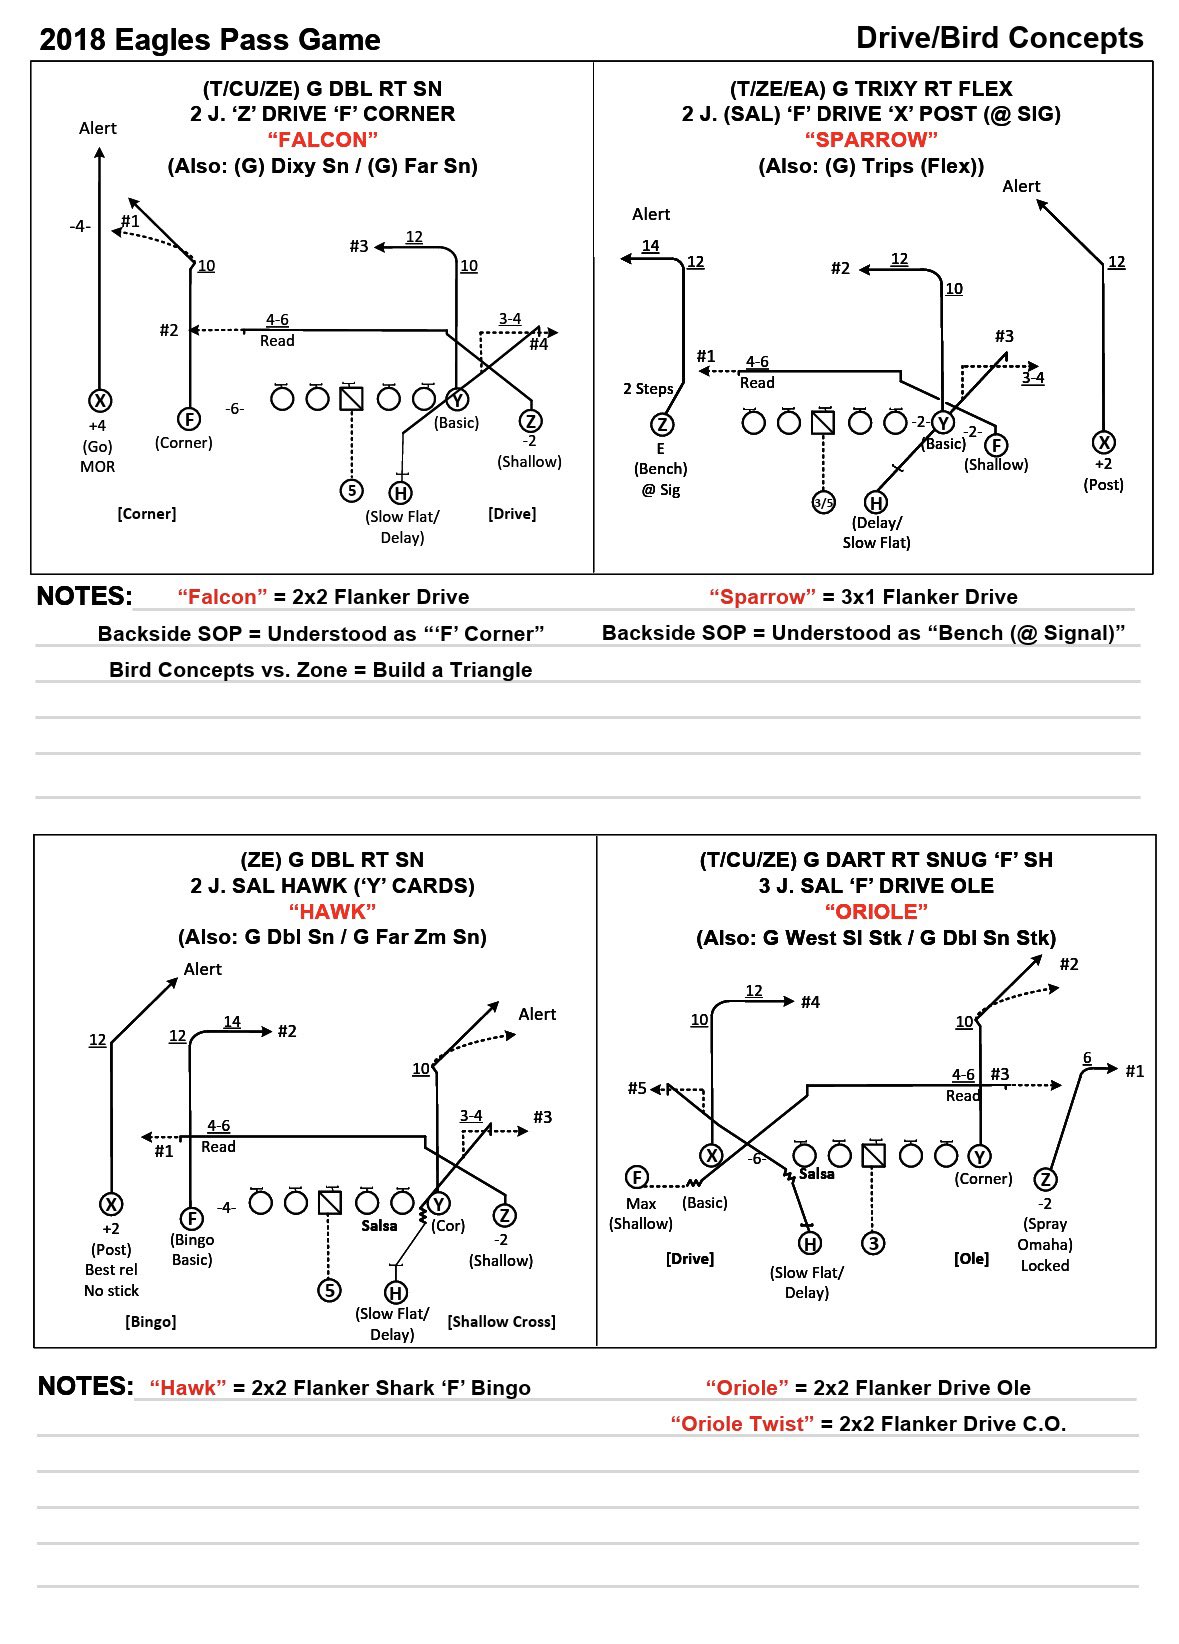 2018 Eagles Pass Game
Drive/Bird Concepts
(T/CU/ZE) G DBL RT SN
2 J. ‘Z’ DRIVE ‘F’ CORNER
“FALCON”
(Also: (G) Dixy Sn / (G) Far Sn)
Alert
-4-
#1
10
#3
12
10
#2
4-6
Read
3-4
#4
X
+4
(Go)
MOR
F
(Corner)
-6-
Y
(Basic)
Z
-2
(Shallow)
5
H
(Slow Flat/
Delay)
[Corner]
[Drive]
(T/ZE/EA) G TRIXY RT FLEX
2 J. (SAL) ‘F’ DRIVE ‘X’ POST (@ SIG)
“SPARROW”
(Also: (G) Trips (Flex))
Alert
Alert
14
12
#2
12
10
12
#1
4-6
Read
#3
3-4
2 Steps
Z
E
(Bench)
@ Sig
-2-
Y
(Basic)
-2-
F
(Shallow)
X
+2
(Post)
3/5
H
(Delay/
Slow Flat)
NOTES:
“Falcon” = 2x2 Flanker Drive
“Sparrow” = 3x1 Flanker Drive
Backside SOP = Understood as “‘F’ Corner”
Backside SOP = Understood as “Bench (@ Signal)”
Bird Concepts vs. Zone = Build a Triangle
(ZE) G DBL RT SN
2 J. SAL HAWK (‘Y’ CARDS)
“HAWK”
(Also: G Dbl Sn / G Far Zm Sn)
Alert
12
12
14
#2
Alert
10
#1
4-6
Read
3-4
#3
X
+2
(Post)
Best rel
No stick
F
(Bingo
Basic)
-4-
Salsa
Y
(Cor)
Z
-2
(Shallow)
5
H
(Slow Flat/
Delay)
[Bingo]
[Shallow Cross]
(T/CU/ZE) G DART RT SNUG ‘F’ SH
3 J. SAL ‘F’ DRIVE OLE
“ORIOLE”
(Also: G West Sl Stk / G Dbl Sn Stk)
#2
12
#4
10
10
#5
4-6
Read
#3
6
#1
X
-6-
Salsa
F
Max
(Shallow)
(Basic)
Y
(Corner)
Z
-2
(Spray
Omaha)
Locked
H
(Slow Flat/
Delay)
3
[Drive]
[Ole]
NOTES:
“Hawk” = 2x2 Flanker Shark ‘F’ Bingo
“Oriole” = 2x2 Flanker Drive Ole
“Oriole Twist” = 2x2 Flanker Drive C.O.